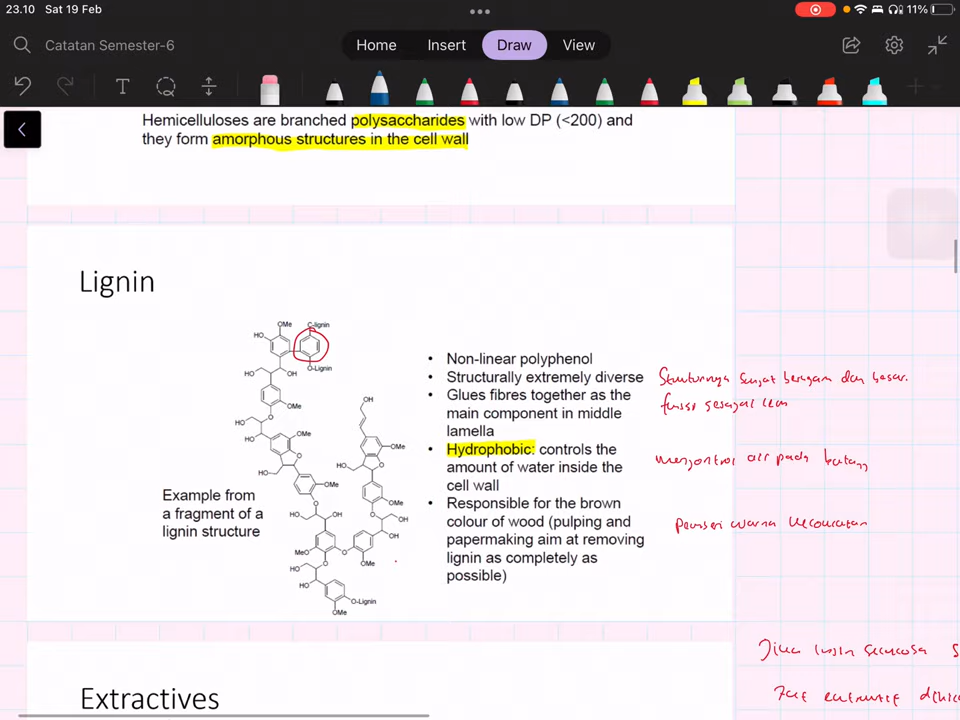 23.10 Sat 19 Feb
11%
Catatan Semester-6
Home Insert Draw View
T
Hemicelluloses are branched polysaccharides with low DP (<200) and
they form amorphous structures in the cell wall
Lignin
OMe
C-lignin
HO
O-Lignin
HO
OH
OMe
O
HO
HO
OMe
O
HO
OMe
O
HO
OH
MeO
O
OMe
O
HO
HO
O-Lignin
OMe
OH
OMe
HO
O
OMe
O
HO
OH
Example from
a fragment of a
lignin structure
• Non-linear polyphenol
• Structurally extremely diverse
• Glues fibres together as the
main component in middle
lamella
• Hydrophobic: controls the
amount of water inside the
cell wall
• Responsible for the brown
colour of wood (pulping and
papermaking aim at removing
lignin as completely as
possible)
Strukturnya sangat beragam dan besar.
fungsi sebagai lem
mengontrol air pada batang
pemberi warna kecoklatan
Jika ingin
Extractives